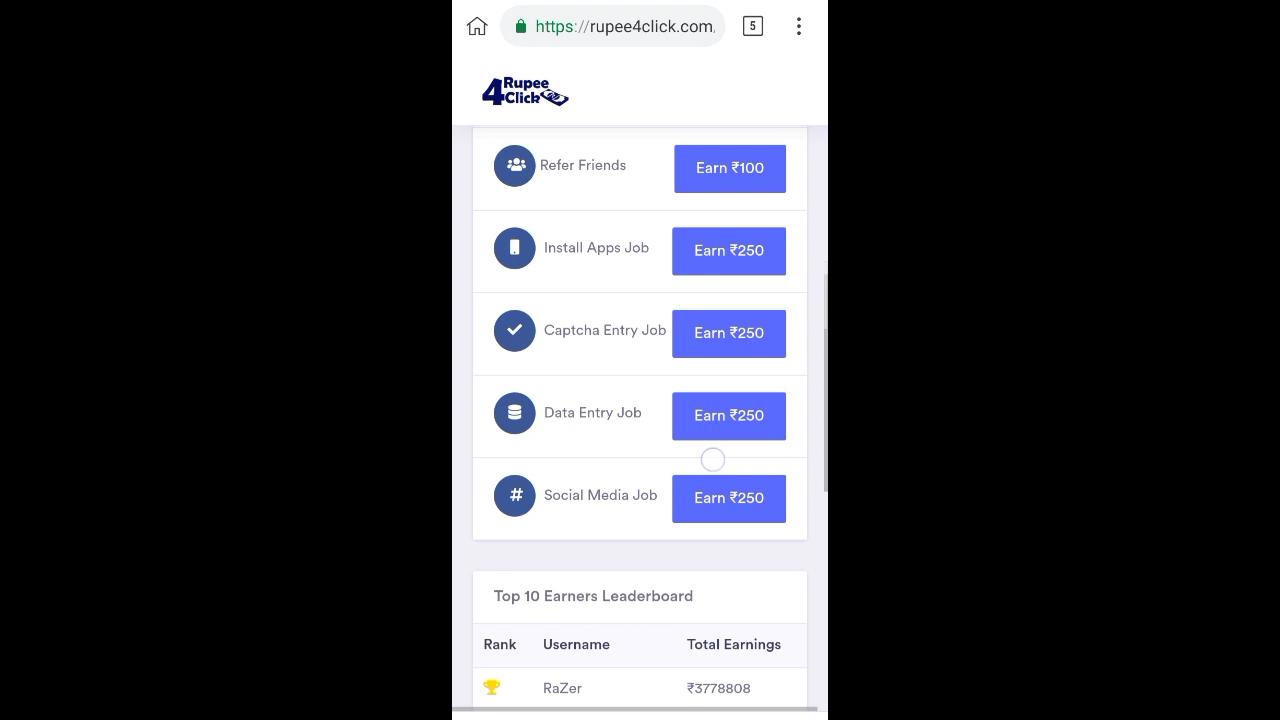 https://rupee4click.com,
5
4 Rupee
Click
Refer Friends Earn ₹100
Install Apps Job Earn ₹250
Captcha Entry Job Earn ₹250
Data Entry Job Earn ₹250
# Social Media Job Earn ₹250
Top 10 Earners Leaderboard
Rank Username Total Earnings
RaZer ₹3778808